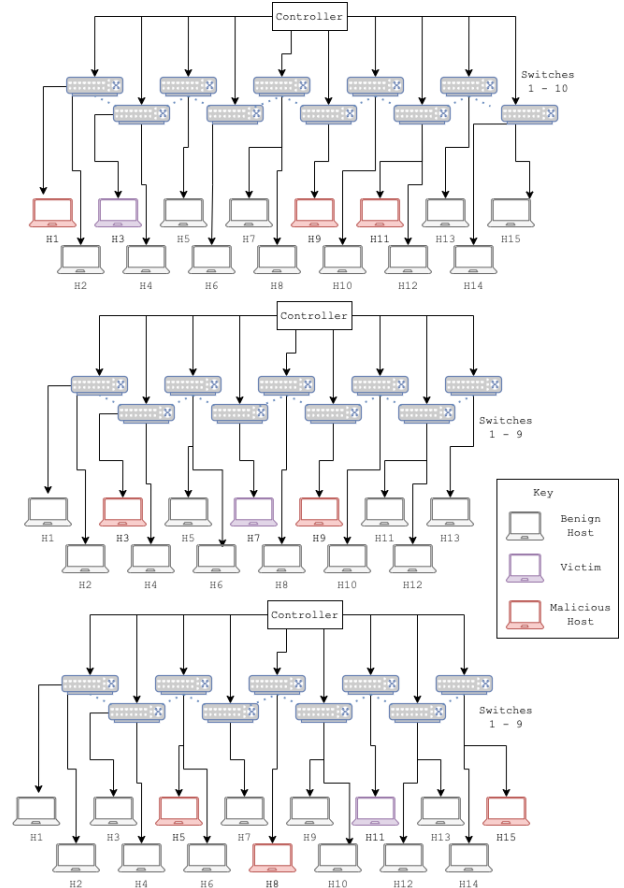 Controller
Switches
1 - 10
H1 H3 H5 H7 H9 H11 H13 H15
H2 H4 H6 H8 H10 H12 H14
Controller
Switches
1 - 9
H1 H3 H5 H7 H9 H11 H13
H2 H4 H6 H8 H10 H12
Key
Benign
Host
Victim
Malicious
Host
Controller
Switches
1 - 9
H1 H3 H5 H7 H9 H11 H13 H15
H2 H4 H6 H8 H10 H12 H14